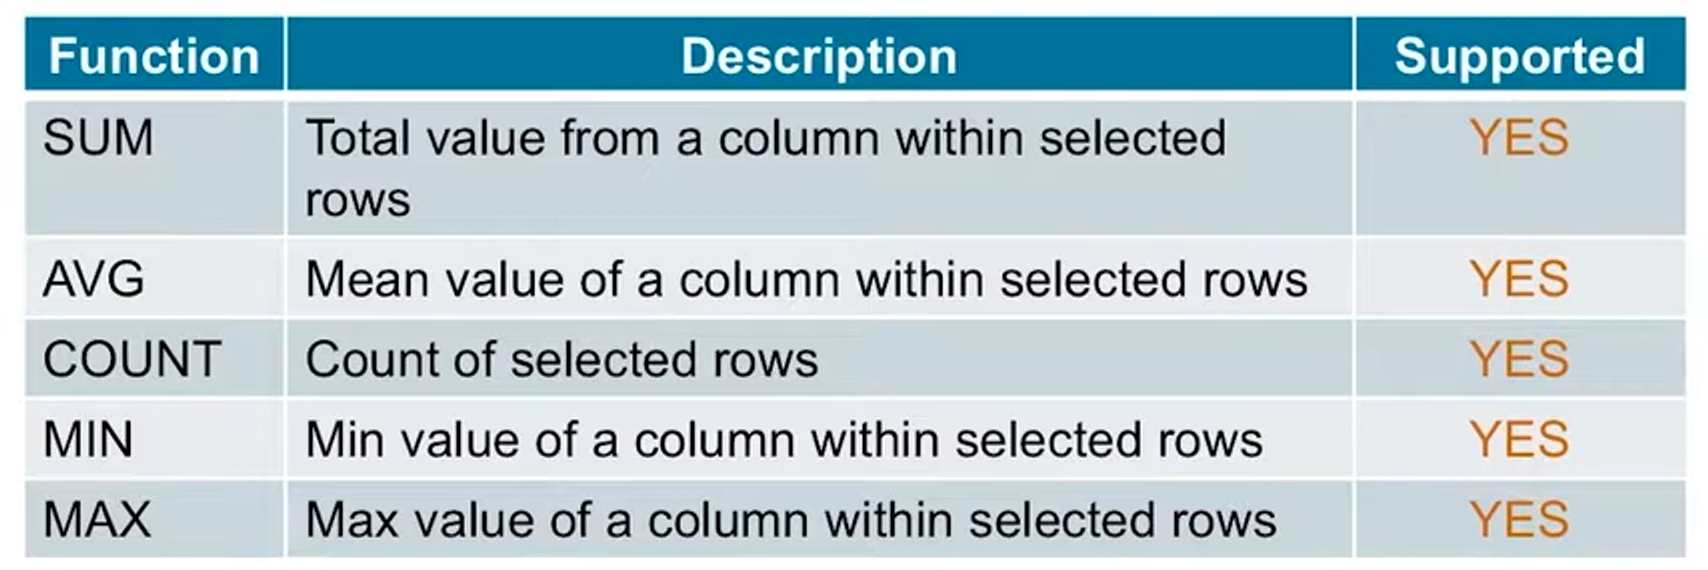 Function Description Supported
SUM Total value from a column within selected YES
rows
AVG Mean value of a column within selected rows YES
COUNT Count of selected rows YES
MIN Min value of a column within selected rows YES
MAX Max value of a column within selected rows YES